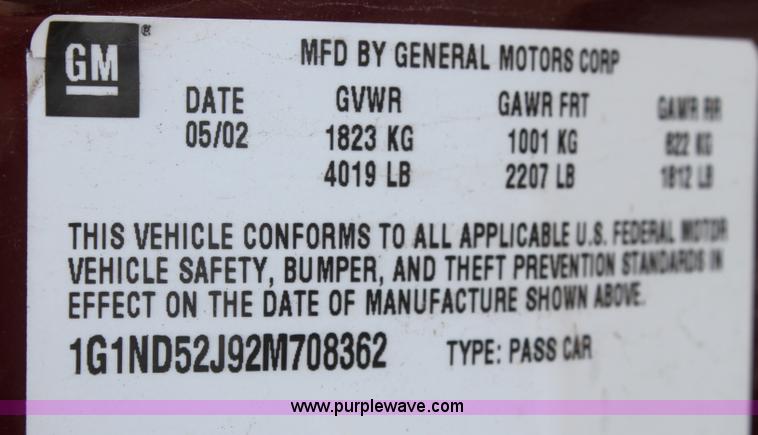 GM ®
MFD BY GENERAL MOTORS CORP
DATE GVWR GAWR FRT GAWR RR
05/02 1823 KG 1001 KG 822 KG
4019 LB 2207 LB 1812 LB
THIS VEHICLE CONFORMS TO ALL APPLICABLE U.S. FEDERAL MOTOR
VEHICLE SAFETY, BUMPER, AND THEFT PREVENTION STANDARDS IN
EFFECT ON THE DATE OF MANUFACTURE SHOWN ABOVE.
1G1ND52J92M708362 TYPE: PASS CAR
www.purplewave.com